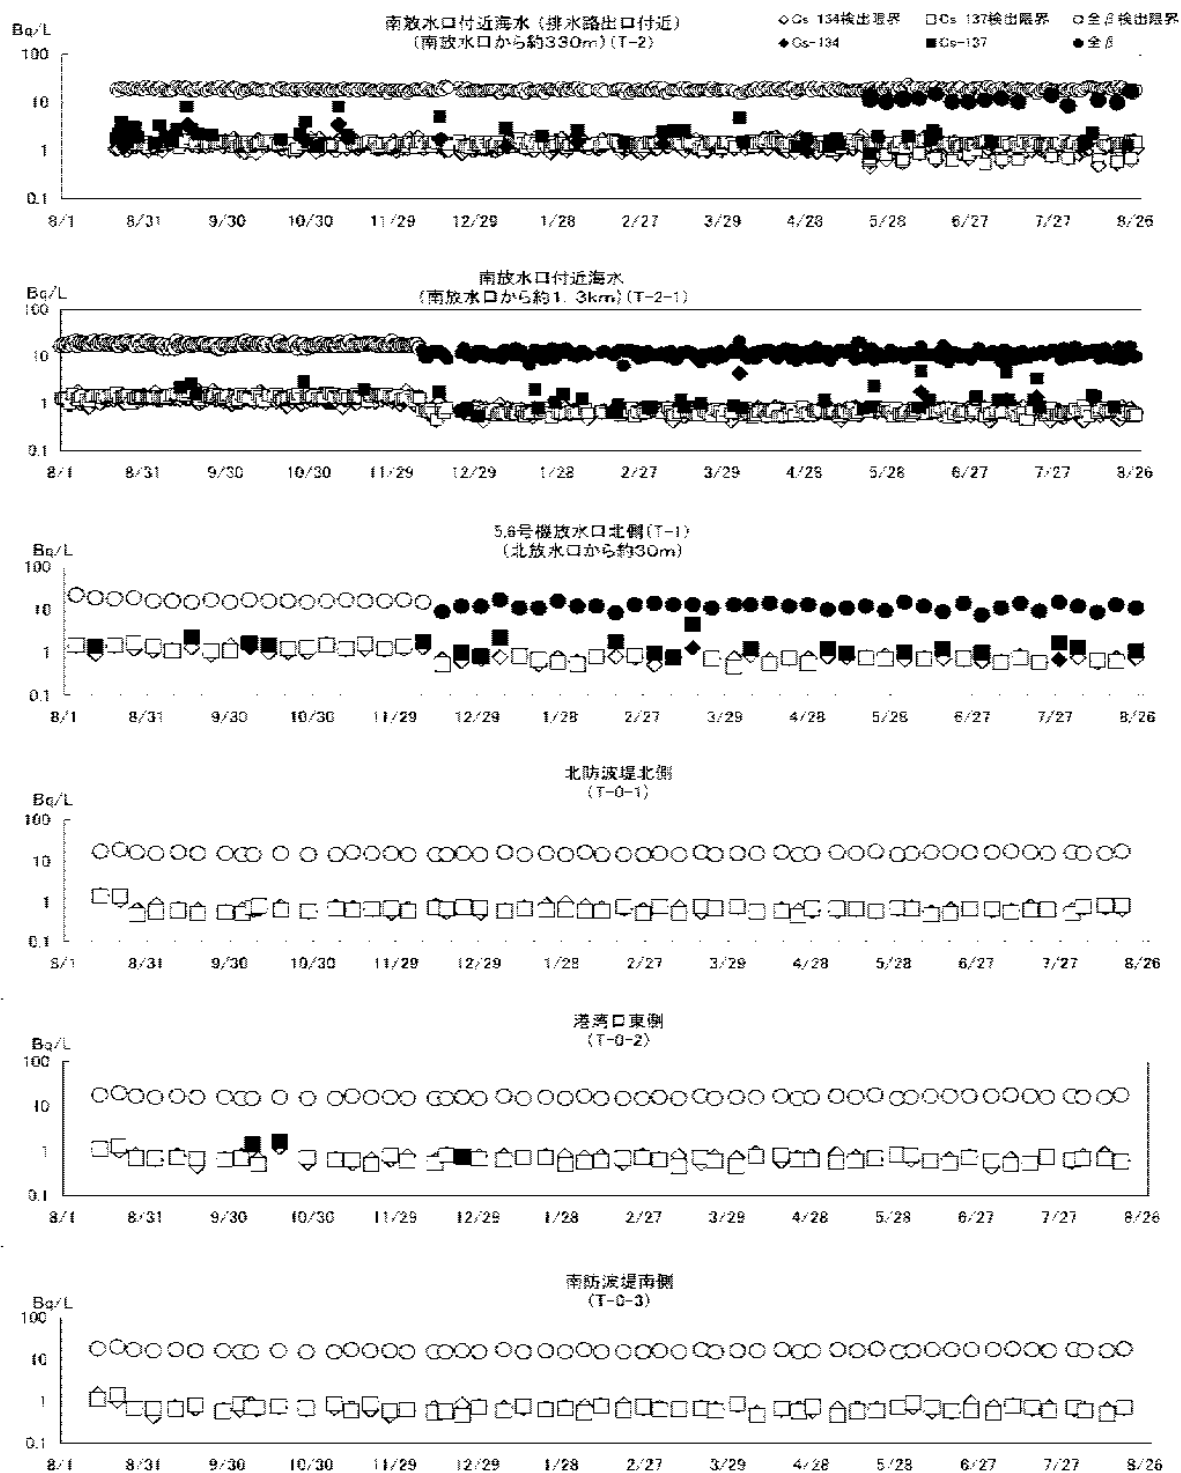 南放水口付近海水（排水路出口付近）
(南放水口から約330m)(T-2)
◇Cs-134検出限界 □Cs-137検出限界 ○全β検出限界
◆Cs-134 ■Cs-137 ●全β
Bq/L
100
10
1
0.1
8/1 8/31 9/30 10/30 11/29 12/29 1/28 2/27 3/29 4/28 5/28 6/27 7/27 8/26
南放水口付近海水
(南放水口から約1．3km)(T-2-1)
Bq/L
100
10
1
0.1
8/1 8/31 9/30 10/30 11/29 12/29 1/28 2/27 3/29 4/28 5/28 6/27 7/27 8/26
5,6号機放水口北側(T-1)
(北放水口から約30m)
Bq/L
100
10
1
0.1
8/1 8/31 9/30 10/30 11/29 12/29 1/28 2/27 3/29 4/28 5/28 6/27 7/27 8/26
北防波堤北側
(T-0-1)
Bq/L
100
10
1
0.1
8/1 8/31 9/30 10/30 11/29 12/29 1/28 2/27 3/29 4/28 5/28 6/27 7/27 8/26
港湾口東側
(T-0-2)
Bq/L
100
10
1
0.1
8/1 8/31 9/30 10/30 11/29 12/29 1/28 2/27 3/29 4/28 5/28 6/27 7/27 8/26
南防波堤南側
(T-0-3)
Bq/L
100
10
1
0.1
8/1 8/31 9/30 10/30 11/29 12/29 1/28 2/27 3/29 4/28 5/28 6/27 7/27 8/26